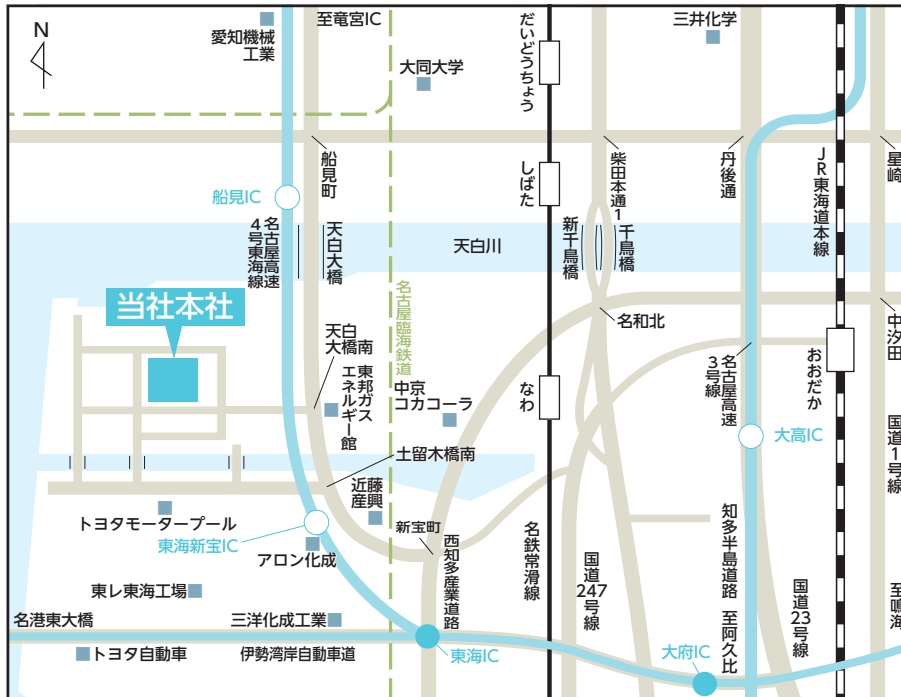 N
愛知機械
工業
至竜宮IC
大同大学
だいどうちょう
三井化学
船見町
船見IC
しばた
柴田本通1
丹後通
JR東海道本線
星崎
名古屋高速
4号東海線
天白大橋
天白川
新千鳥橋
千鳥橋
当社本社
名古屋臨海鉄道
天白
大橋南
東邦ガス
エネルギー館
中京
コカコーラ
なわ
名和北
名古屋高速
3号線
おおだか
中汐田
大高IC
国道1号線
土留木橋南
近藤
産興
トヨタモータープール
東海新宝IC
アロン化成
新宝町
西知多産業道路
名鉄常滑線
国道247号線
知多半島道路 至阿久比
国道23号線
至鳴海
東レ東海工場
名港東大橋
三洋化成工業
トヨタ自動車
伊勢湾岸自動車道
東海IC
大府IC